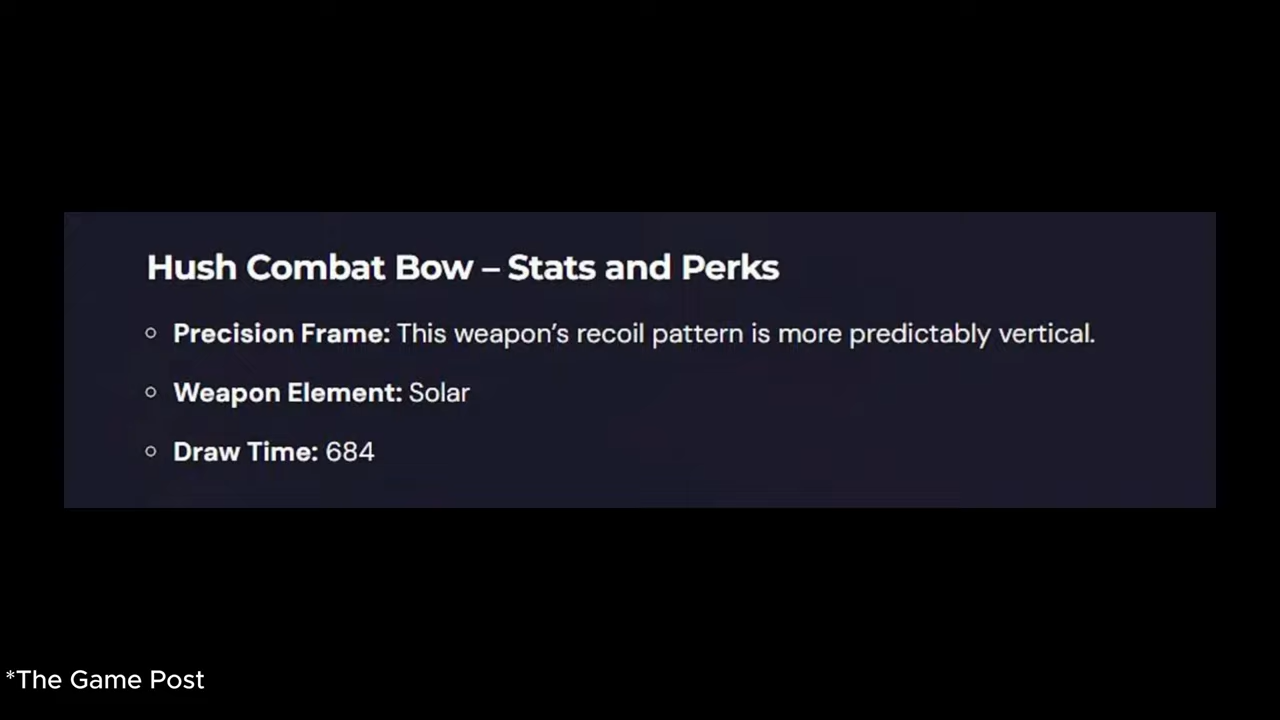 Hush Combat Bow – Stats and Perks
Precision Frame: This weapon’s recoil pattern is more predictably vertical.
Weapon Element: Solar
Draw Time: 684
*The Game Post